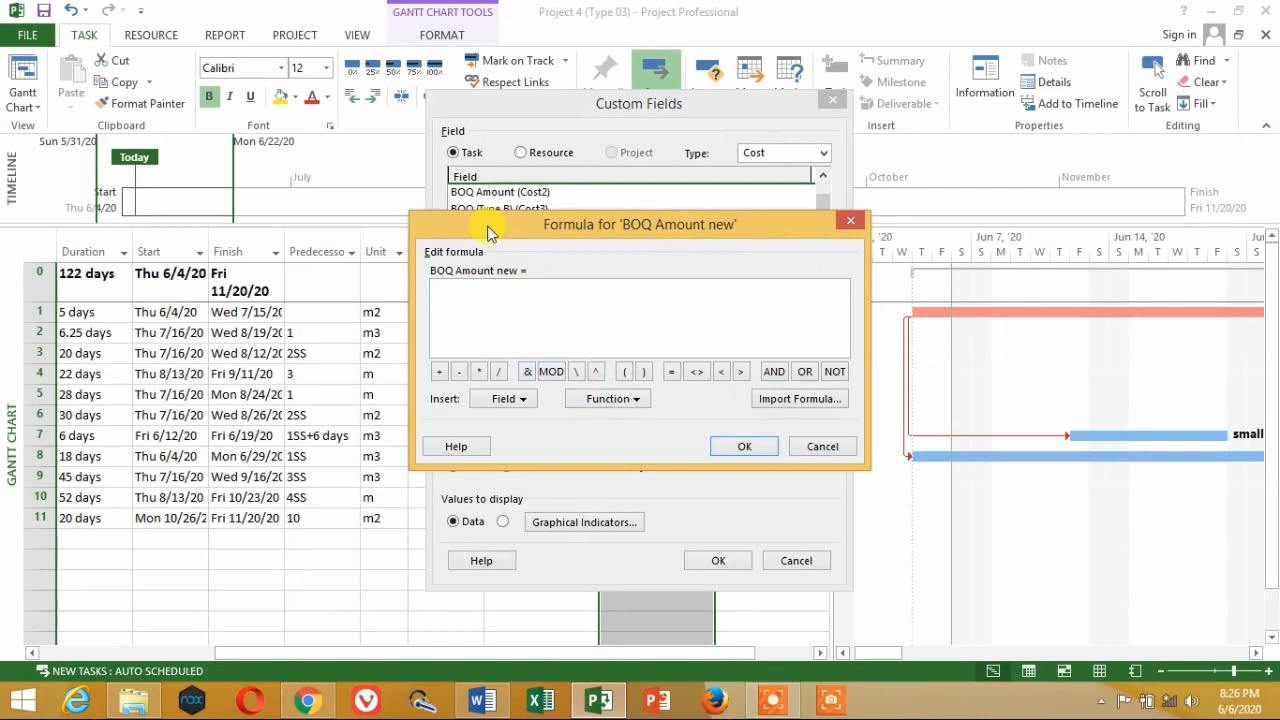 GANTT CHART TOOLS
Project 4 (Type 03) - Project Professional
FILE
TASK
RESOURCE
REPORT
PROJECT
VIEW
FORMAT
Sign in
Gantt
Chart
View
Paste
Cut
Copy
Format Painter
Clipboard
Calibri
12
B I U
A
Font
0% 25% 50% 75% 100%
Mark on Track
Respect Links
Summary
Milestone
Deliverable
Insert
Information
Notes
Details
Add to Timeline
Properties
Scroll
to Task
Find
Clear
Fill
Editing
TIMELINE
Sun 5/31/20
Mon 6/22/20
Today
July
October
November
Start
Thu 6/4/20
Finish
Fri 11/20/20
Custom Fields
Field
Task
Resource
Project
Type:
Cost
Field
BOQ Amount (Cost2)
BOQ (Type B) (Cost3)
Formula for 'BOQ Amount new'
Edit formula
BOQ Amount new =
+ - * / & MOD \ ^ ( ) = <> < > AND OR NOT
Insert:
Field
Function
Import Formula...
Help
OK
Cancel
Values to display
Data
Graphical Indicators...
Help
OK
Cancel
GANTT CHART
Duration Start Finish Predecesso Unit
0 122 days Thu 6/4/20 Fri
11/20/20
1 5 days Thu 6/4/20 Wed 7/15/20 m2
2 6.25 days Thu 7/16/20 Wed 8/19/20 1 m3
3 20 days Thu 7/16/20 Wed 8/12/20 2SS m2
4 22 days Thu 8/13/20 Fri 9/11/20 3 m
5 28 days Thu 7/16/20 Mon 8/24/20 1 m
6 30 days Thu 7/16/20 Wed 8/26/20 2SS m2
7 6 days Fri 6/12/20 Fri 6/19/20 1SS+6 days m3
8 18 days Thu 6/4/20 Mon 6/29/20 1SS m3
9 45 days Thu 7/16/20 Wed 9/16/20 3SS m3
10 52 days Thu 8/13/20 Fri 10/23/20 4SS m
11 20 days Mon 10/26/2 Fri 11/20/20 10 m2
, '20
Jun 7, '20
Jun 14, '20
W T F S S M T W T F S S M T W T F S S
small
NEW TASKS : AUTO SCHEDULED
8:26 PM
6/6/2020